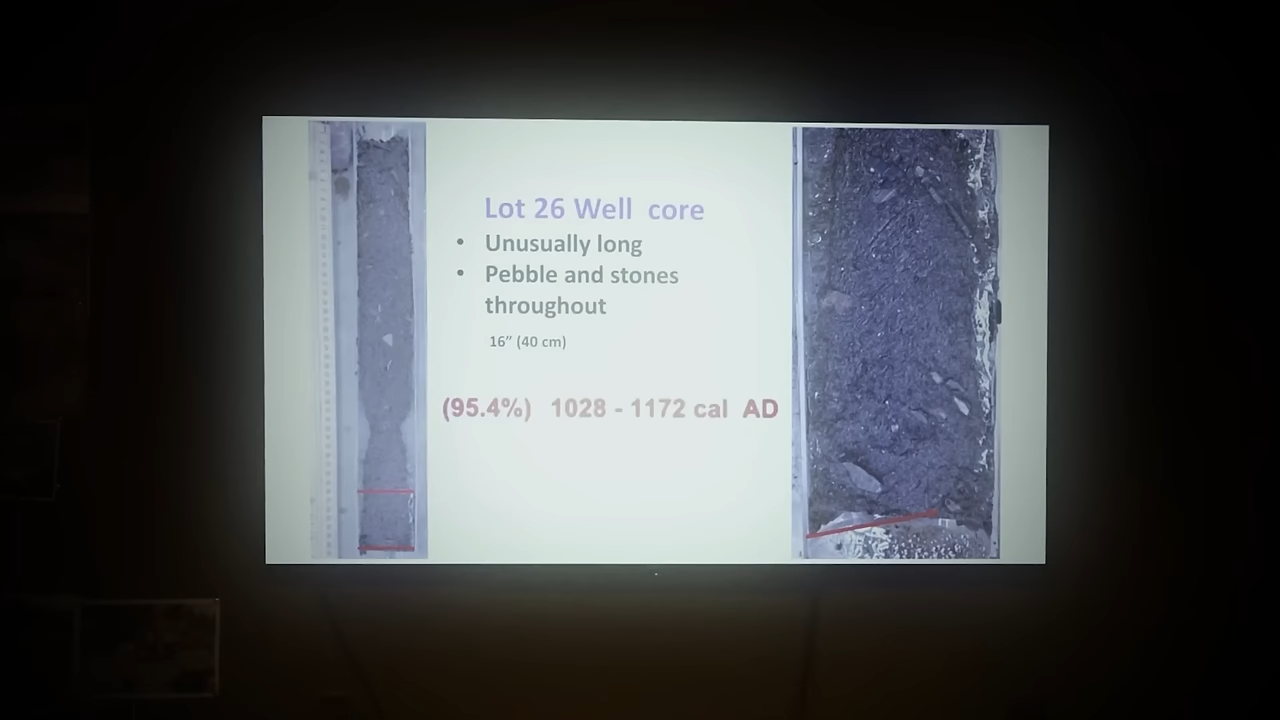 Lot 26 Well core
• Unusually long
• Pebble and stones
throughout
16” (40 cm)
(95.4%) 1028 - 1172 cal AD